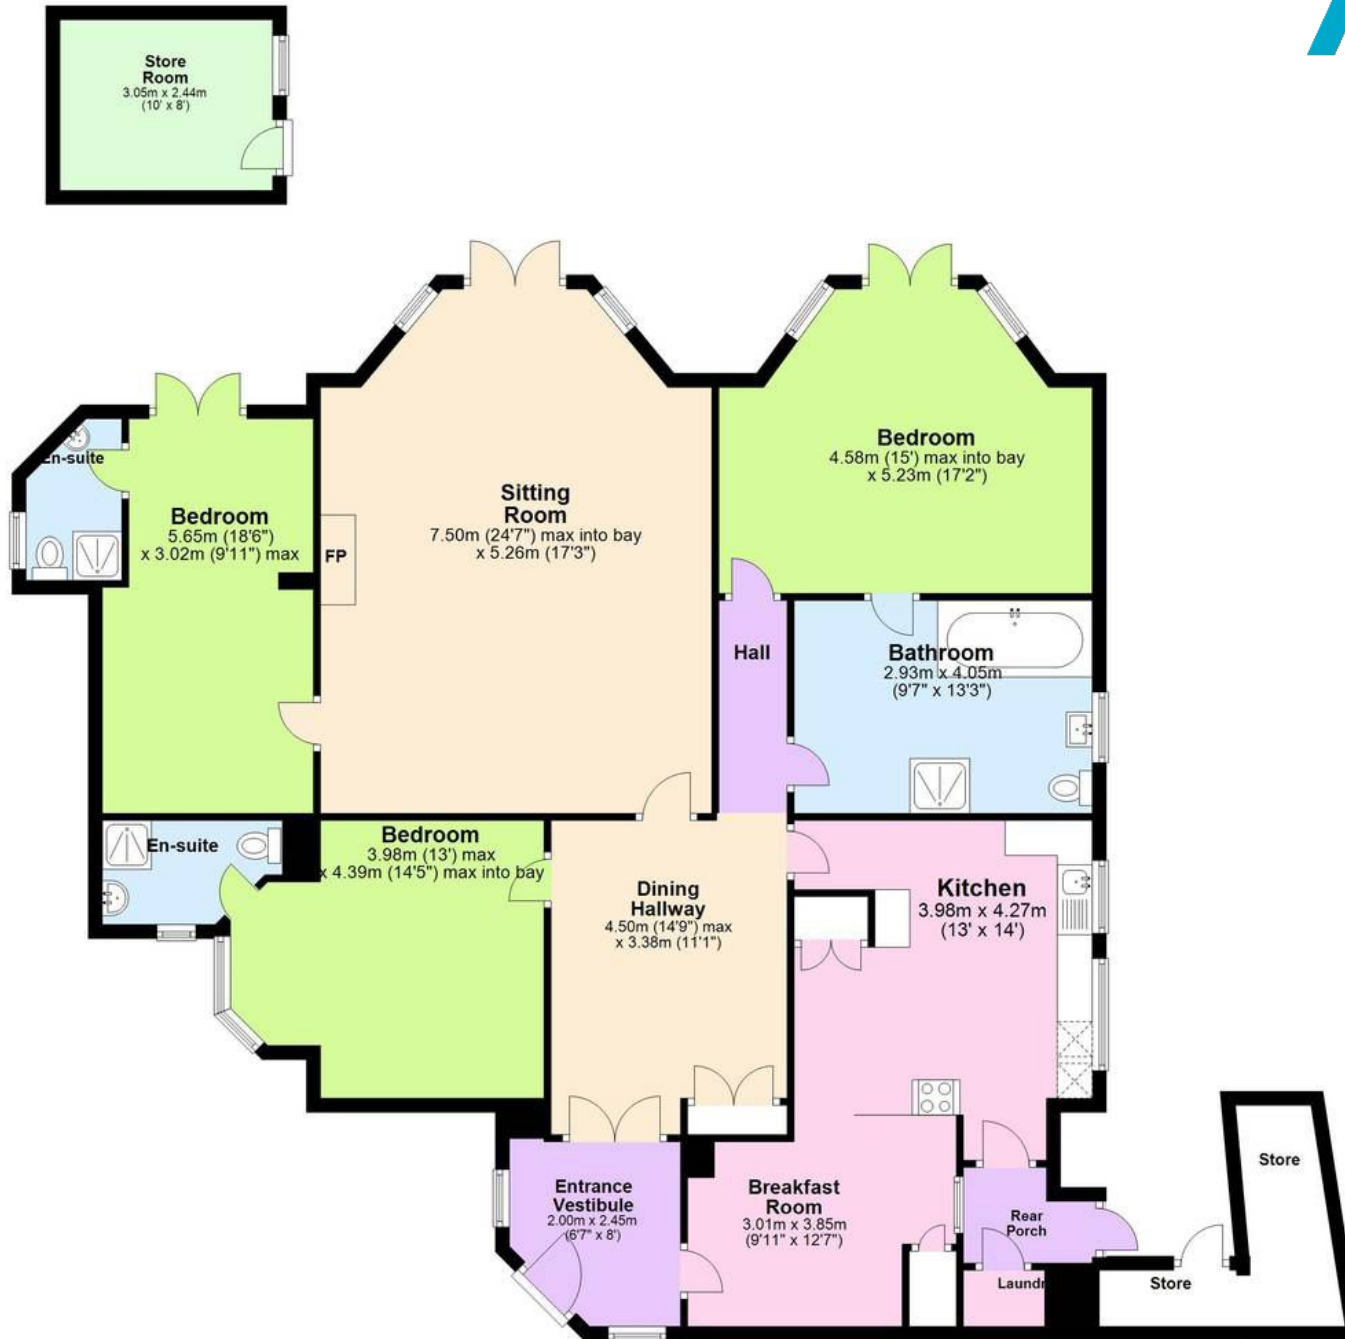 Store
Room
3.05m x 2.44m
(10' x 8')
Sitting
Room
7.50m (24'7") max into bay
x 5.26m (17'3")
FP
Bedroom
4.58m (15') max into bay
x 5.23m (17'2")
En-suite
Bedroom
5.65m (18'6")
x 3.02m (9'11") max
Hall
Bathroom
2.93m x 4.05m
(9'7" x 13'3")
En-suite
Bedroom
3.98m (13') max
x 4.39m (14'5") max into bay
Dining
Hallway
4.50m (14'9") max
x 3.38m (11'1")
Kitchen
3.98m x 4.27m
(13' x 14')
Entrance
Vestibule
2.00m x 2.45m
(6'7" x 8')
Breakfast
Room
3.01m x 3.85m
(9'11" x 12'7")
Rear
Porch
Laundr
Store
Store